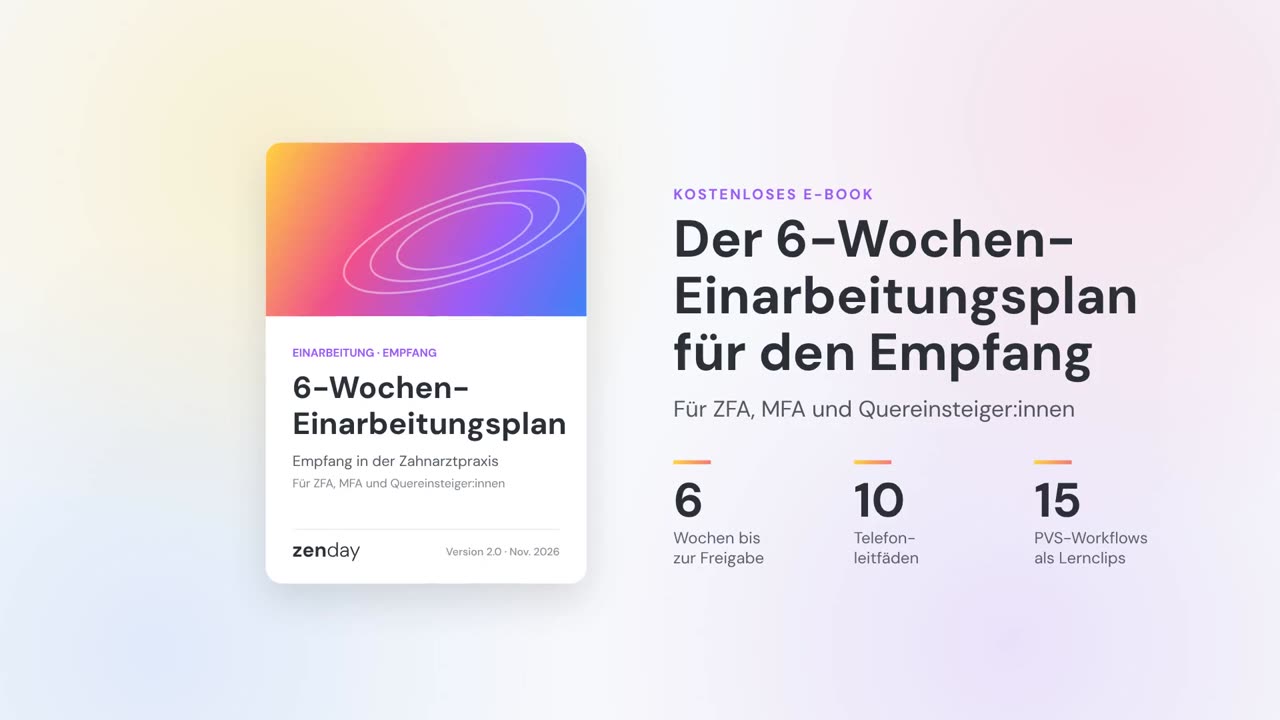 EINARBEITUNG · EMPFANG
6-Wochen-
Einarbeitungsplan
Empfang in der Zahnarztpraxis
Für ZFA, MFA und Quereinsteiger:innen
zenday
Version 2.0 · Nov. 2026
KOSTENLOSES E-BOOK
Der 6-Wochen-
Einarbeitungsplan
für den Empfang
Für ZFA, MFA und Quereinsteiger:innen
6
Wochen bis
zur Freigabe
10
Telefon-
leitfäden
15
PVS-Workflows
als Lernclips